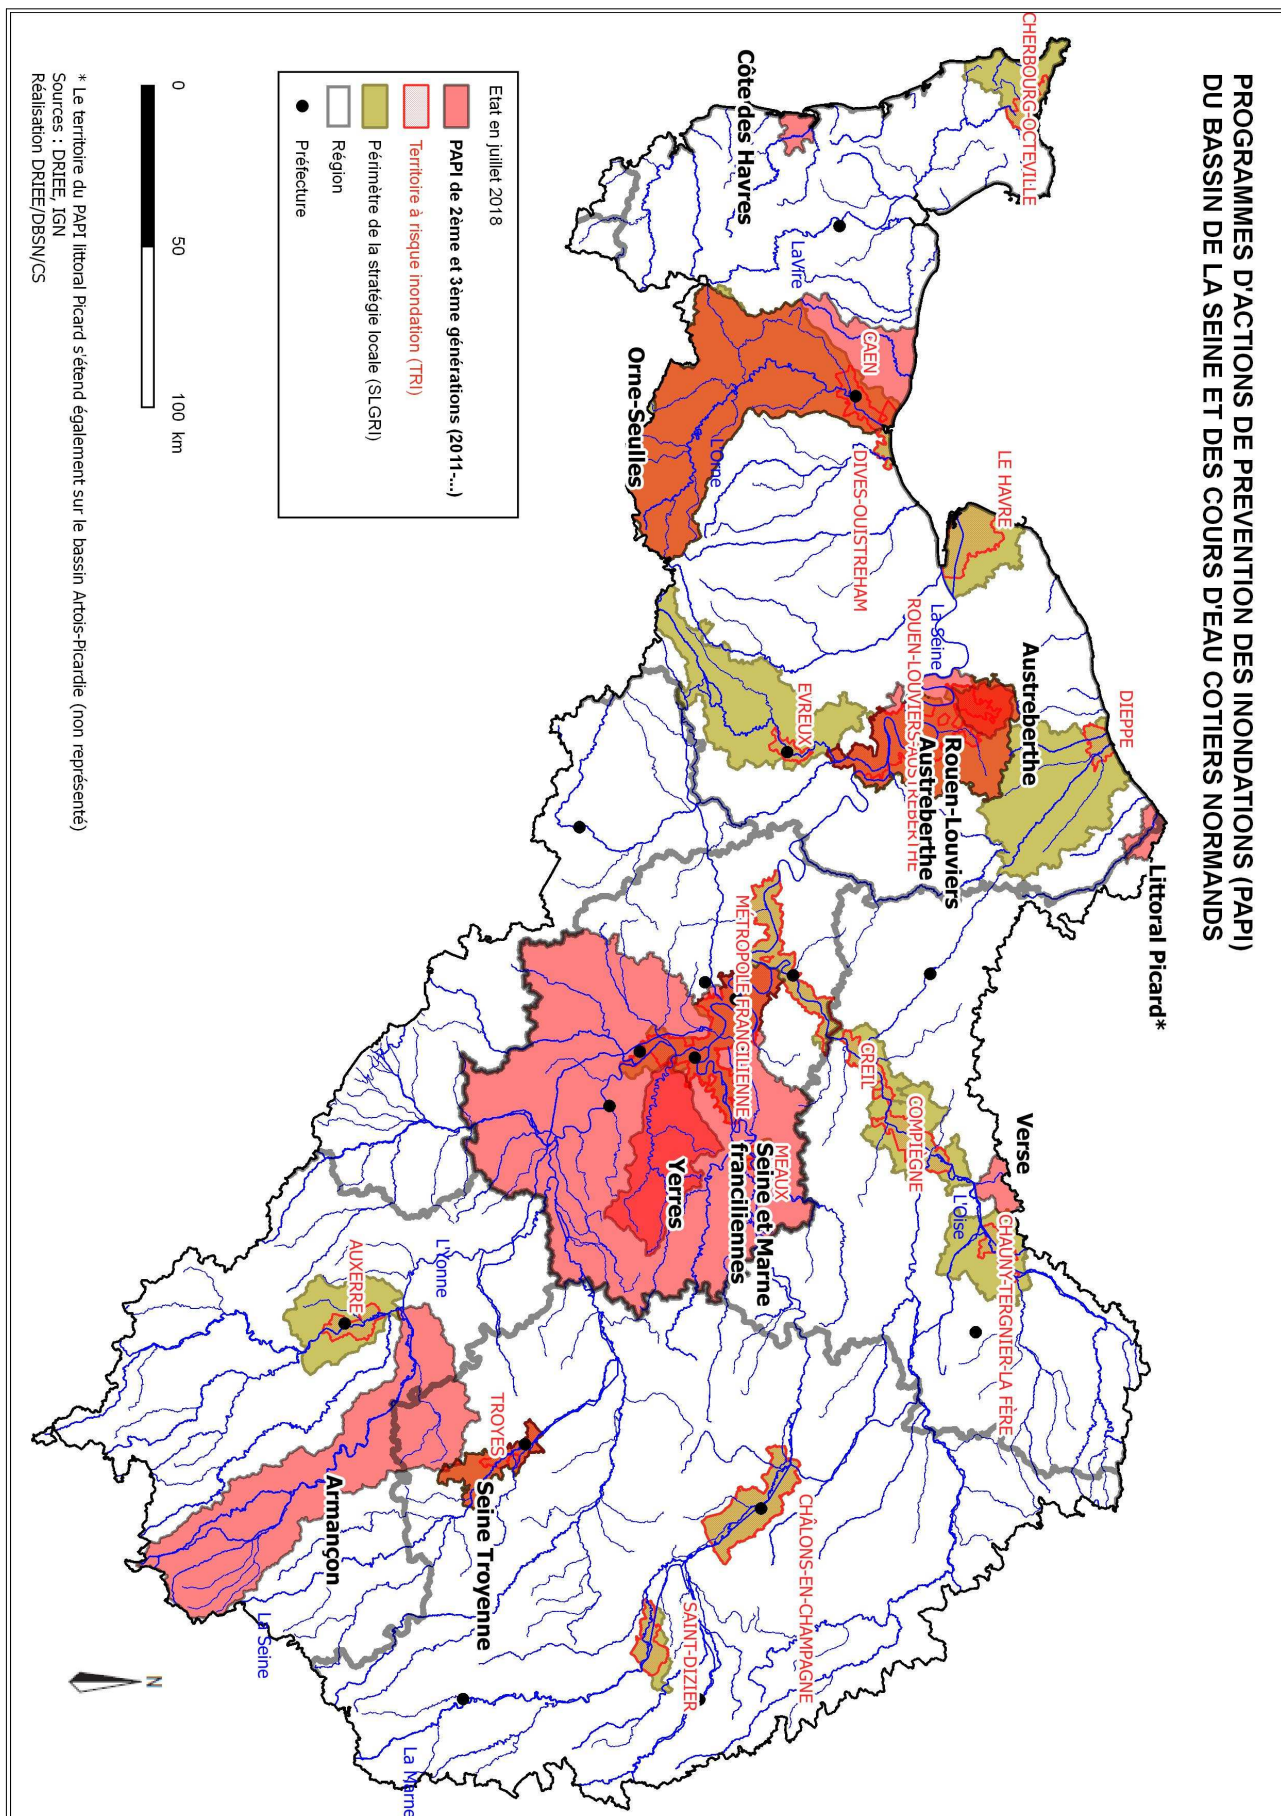 PROGRAMMES D'ACTIONS DE PREVENTION DES INONDATIONS (PAPI)
DU BASSIN DE LA SEINE ET DES COURS D'EAU COTIERS NORMANDS
CHERBOURG-OCTEVILLE
Côte des Havres
La Vire
CAEN
Orne-Seulles
L'Orne
DIVES-OUISTREHAM
LE HAVRE
La Seine
ROUEN-LOUVIERS-AUSTREBERTHE
EVREUX
Austreberthe
Rouen-Louviers
Austreberthe
DIEPPE
Littoral Picard*
METROPOLE FRANCILIENNE
CREIL
COMPIEGNE
Verse
L'Oise
CHAUNY-TERGNIER-LA FÈRE
MEAUX
Seine et Marne
franciliennes
Yerres
L'Yonne
AUXERRE
TROYES
Seine Troyenne
Armançon
CHÂLONS-EN-CHAMPAGNE
SAINT-DIZIER
La Seine
La Marne
N
Etat en juillet 2018
PAPI de 2ème et 3ème générations (2011-...)
Territoire à risque inondation (TRI)
Périmètre de la stratégie locale (SLGRI)
Région
Préfecture
0 50 100 km
* Le territoire du PAPI littoral Picard s'étend également sur le bassin Artois-Picardie (non représenté)
Sources : DRIEE, IGN
Réalisation DRIEE/DBSN/CS